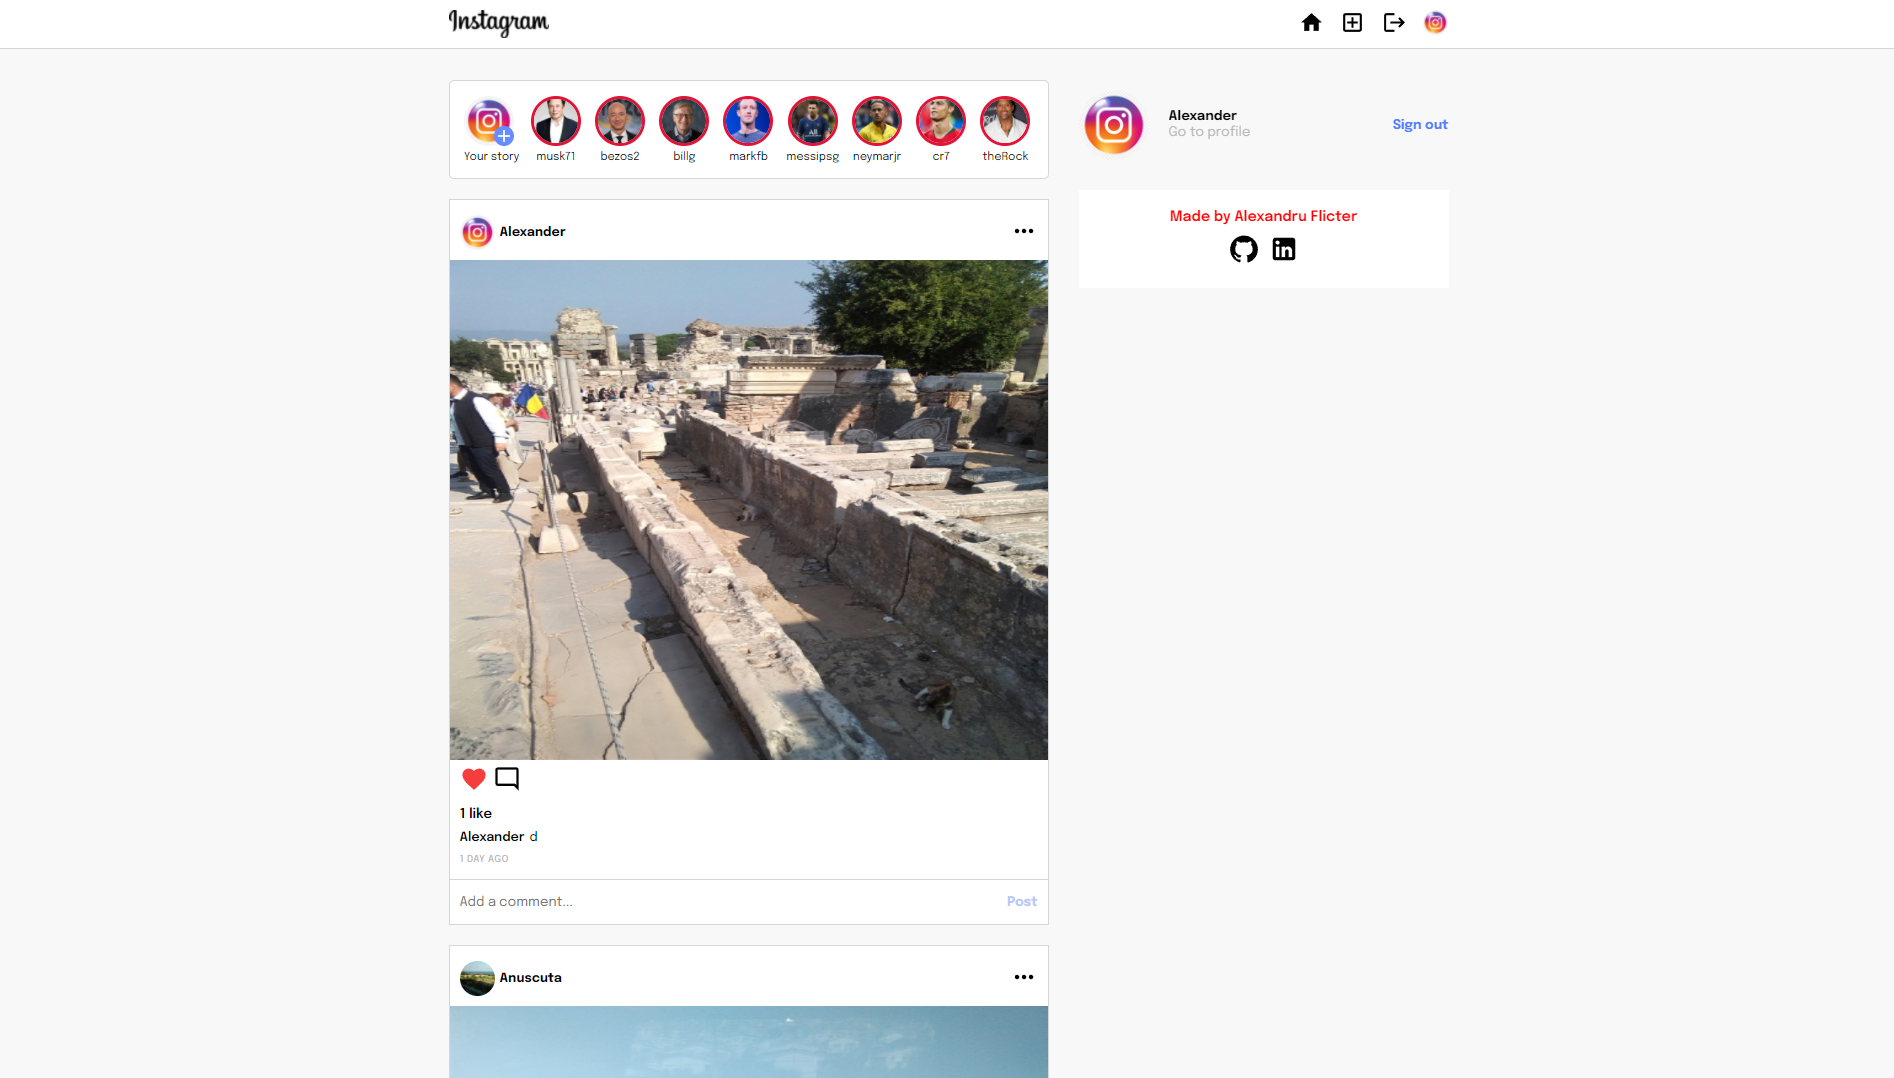 Instagram
Your story
musk71
bezos2
billg
markfb
messipsg
neymarjr
cr7
theRock
Alexander
Go to profile
Sign out
Made by Alexandru Flicter
Alexander
1 like
Alexander d
1 DAY AGO
Add a comment...
Post
Anuscuta